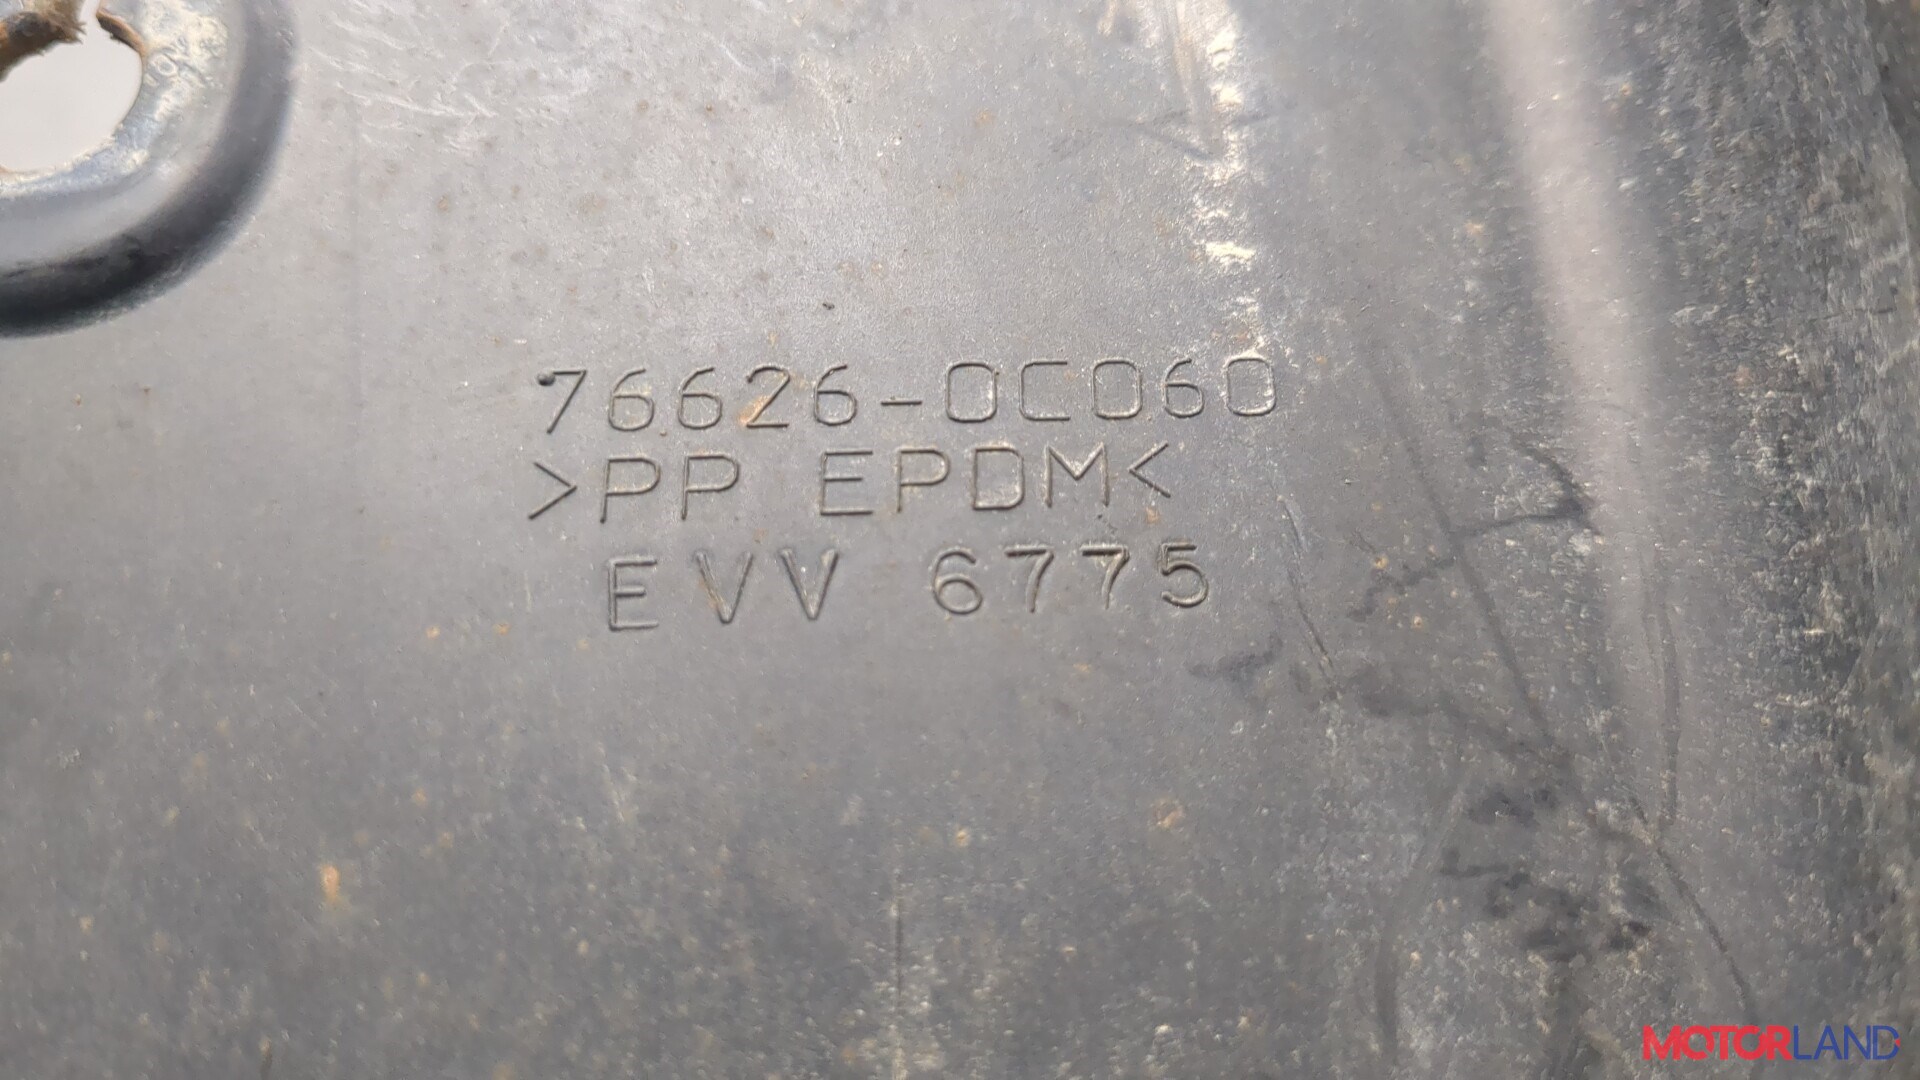 76626-0C060
>PP EPDM<
EVV 6775
MOTORLAND